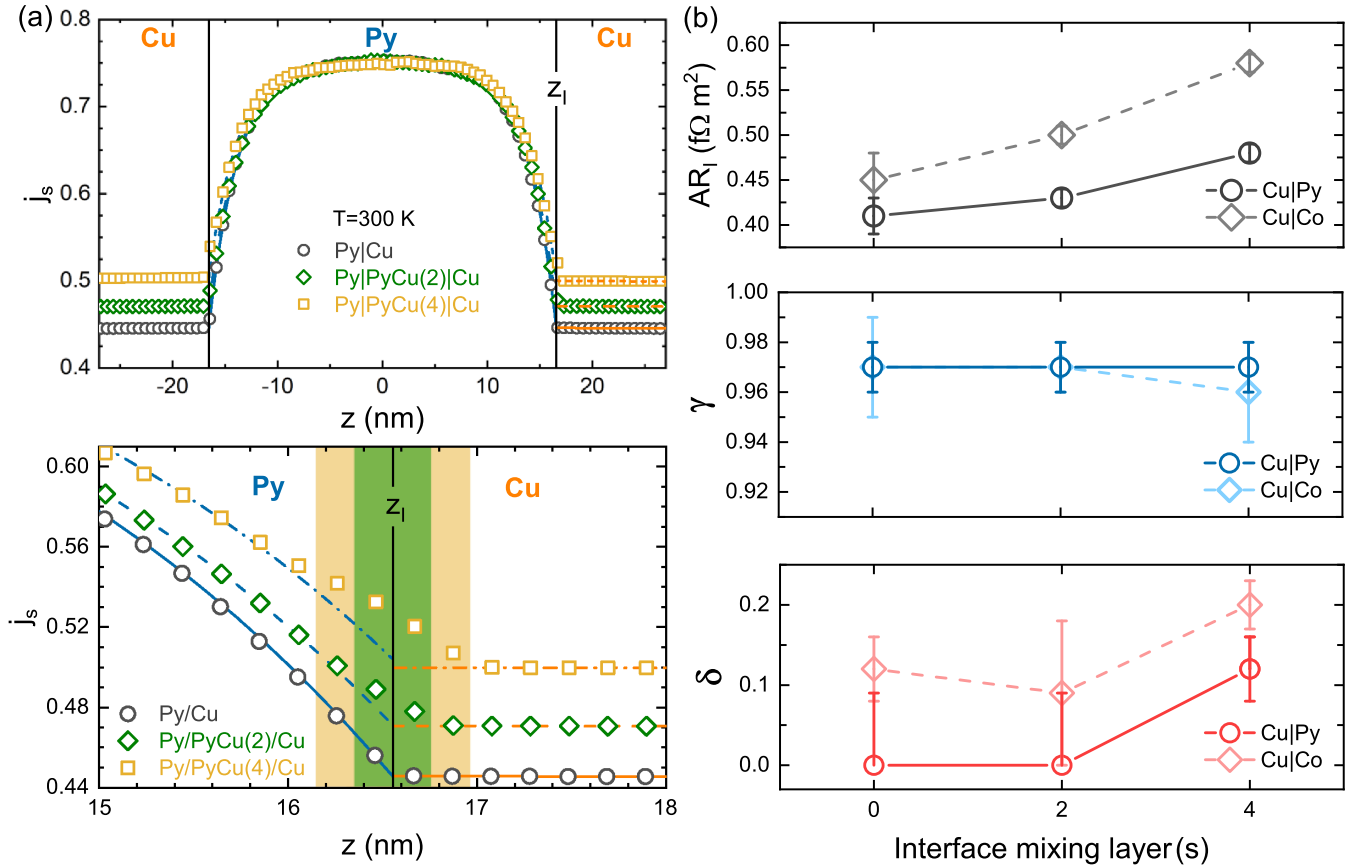 (a)
0.8
0.7
0.6
0.5
0.4
jₛ
Cu
Py
Cu
z_I
T=300 K
Py|Cu
Py|PyCu(2)|Cu
Py|PyCu(4)|Cu
-20
-10
0
10
20
z (nm)
0.60
0.56
0.52
0.48
0.44
jₛ
Py
z_I
Cu
Py/Cu
Py/PyCu(2)/Cu
Py/PyCu(4)/Cu
15
16
17
18
z (nm)
(b)
0.60
0.55
0.50
0.45
0.40
AR_I (fΩ m²)
Cu|Py
Cu|Co
1.00
0.98
0.96
0.94
0.92
γ
Cu|Py
Cu|Co
0.2
0.1
0.0
δ
Cu|Py
Cu|Co
0
2
4
Interface mixing layer(s)